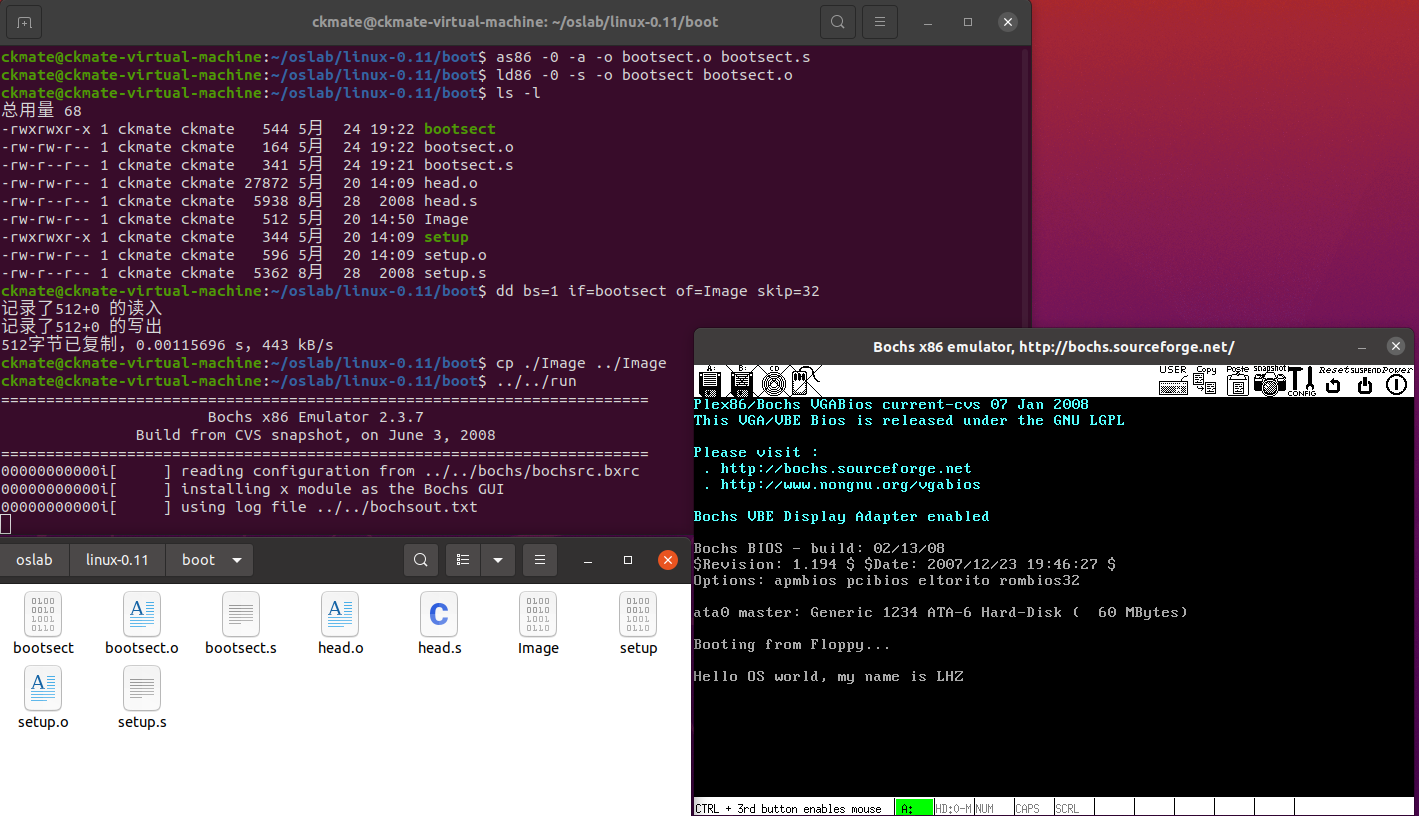 ckmate@ckmate-virtual-machine: ~/oslab/linux-0.11/boot
ckmate@ckmate-virtual-machine:~/oslab/linux-0.11/boot$ as86 -0 -a -o bootsect.o bootsect.s
ckmate@ckmate-virtual-machine:~/oslab/linux-0.11/boot$ ld86 -0 -s -o bootsect bootsect.o
ckmate@ckmate-virtual-machine:~/oslab/linux-0.11/boot$ ls -l
总用量 68
-rwxrwxr-x 1 ckmate ckmate   544 5月  24 19:22 bootsect
-rw-rw-r-- 1 ckmate ckmate   164 5月  24 19:22 bootsect.o
-rw-r--r-- 1 ckmate ckmate   341 5月  24 19:21 bootsect.s
-rw-rw-r-- 1 ckmate ckmate 27872 5月  20 14:09 head.o
-rw-r--r-- 1 ckmate ckmate  5938 8月  28  2008 head.s
-rw-rw-r-- 1 ckmate ckmate   512 5月  20 14:50 Image
-rwxrwxr-x 1 ckmate ckmate   344 5月  20 14:09 setup
-rw-rw-r-- 1 ckmate ckmate   596 5月  20 14:09 setup.o
-rw-r--r-- 1 ckmate ckmate  5362 8月  28  2008 setup.s
ckmate@ckmate-virtual-machine:~/oslab/linux-0.11/boot$ dd bs=1 if=bootsect of=Image skip=32
记录了512+0 的读入
记录了512+0 的写出
512字节已复制，0.00115696 s，443 kB/s
ckmate@ckmate-virtual-machine:~/oslab/linux-0.11/boot$ cp ./Image ../Image
ckmate@ckmate-virtual-machine:~/oslab/linux-0.11/boot$ ../../run
========================================================================
Bochs x86 Emulator 2.3.7
Build from CVS snapshot, on June 3, 2008
========================================================================
00000000000i[     ] reading configuration from ../../bochs/bochsrc.bxrc
00000000000i[     ] installing x module as the Bochs GUI
00000000000i[     ] using log file ../../bochsout.txt
oslab linux-0.11 boot
bootsect bootsect.o bootsect.s head.o head.s Image setup
setup.o setup.s
Bochs x86 emulator, http://bochs.sourceforge.net/
A: B: CD USER Copy Paste snapshot CONFIG Reset SUSPEND Power
Plex86/Bochs VGABios current-cvs 07 Jan 2008
This VGA/VBE Bios is released under the GNU LGPL
Please visit :
. http://bochs.sourceforge.net
. http://www.nongnu.org/vgabios
Bochs VBE Display Adapter enabled
Bochs BIOS - build: 02/13/08
$Revision: 1.194 $ $Date: 2007/12/23 19:46:27 $
Options: apmbios pcibios eltorito rombios32
ata0 master: Generic 1234 ATA-6 Hard-Disk (  60 MBytes)
Booting from Floppy...
Hello OS world, my name is LHZ
CTRL + 3rd button enables mouse A: HD:0-M NUM CAPS SCRL